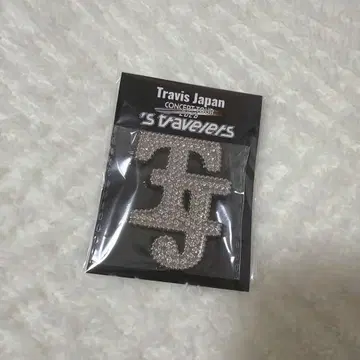 Travis Japan
CONCERT TOUR
's travelers
TJ